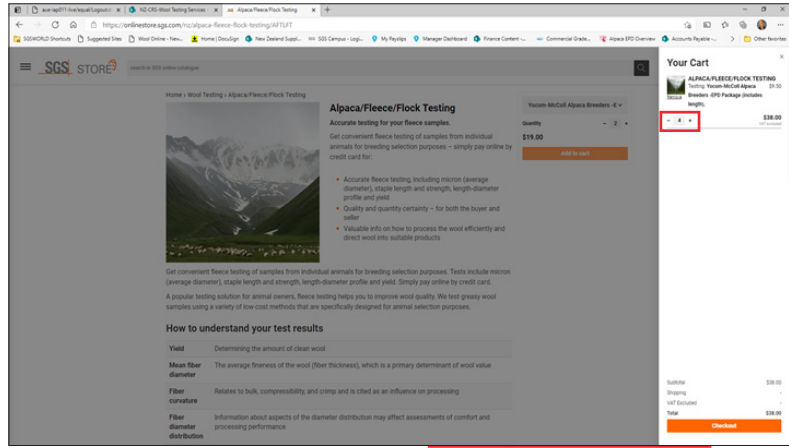 NZ-CRS-Wool Testing Services
Alpaca/Fleece/Flock Testing
https://onlinestore.sgs.com/nz/alpaca-fleece-flock-testing/AFTLFT
SGSWORLD Shortcuts
Suggested Sites
Wool Online - New...
Home | DocuSign
New Zealand Suppl...
SGS Campus - Logi...
My Payslips
Manager Dashboard
Finance Content -...
Commercial Grade...
Alpaca EPD Overview
Accounts Payable -...
Other favorites
SGS STORE
search in SGS online catalogue
Home › Wool Testing › Alpaca/Fleece/Flock Testing
Alpaca/Fleece/Flock Testing
Accurate testing for your fleece samples.
Get convenient fleece testing of samples from individual
animals for breeding selection purposes – simply pay online by
credit card for:
• Accurate fleece testing, including micron (average
diameter), staple length and strength, length-diameter
profile and yield
• Quality and quantity certainty – for both the buyer and
seller
• Valuable info on how to process the wool efficiently and
direct wool into suitable products
Yocom-McColl Alpaca Breeders -E
Quantity
- 2 +
$19.00
Add to cart
Get convenient fleece testing of samples from individual animals for breeding selection purposes. Tests include micron
(average diameter), staple length and strength, length-diameter profile and yield. Simply pay online by credit card.
A popular testing solution for animal owners, fleece testing helps you to improve wool quality. We test greasy wool
samples using a variety of low-cost methods that are specifically designed for animal selection purposes.
How to understand your test results
Yield Determining the amount of clean wool
Mean fiber The average fineness of the wool (fiber thickness), which is a primary determinant of wool value
diameter
Fiber Relates to bulk, compressibility, and crimp and is cited as an influence on processing
curvature
Fiber Information about aspects of the diameter distribution may affect assessments of comfort and
diameter processing performance
distribution
Your Cart
ALPACA/FLEECE/FLOCK TESTING
Testing: Yocom-McColl Alpaca $9.50
Breeders -EPD Package (includes
length);
- 4 + $38.00
VAT excluded
Subtotal $38.00
Shipping -
VAT Excluded -
Total $38.00
Checkout